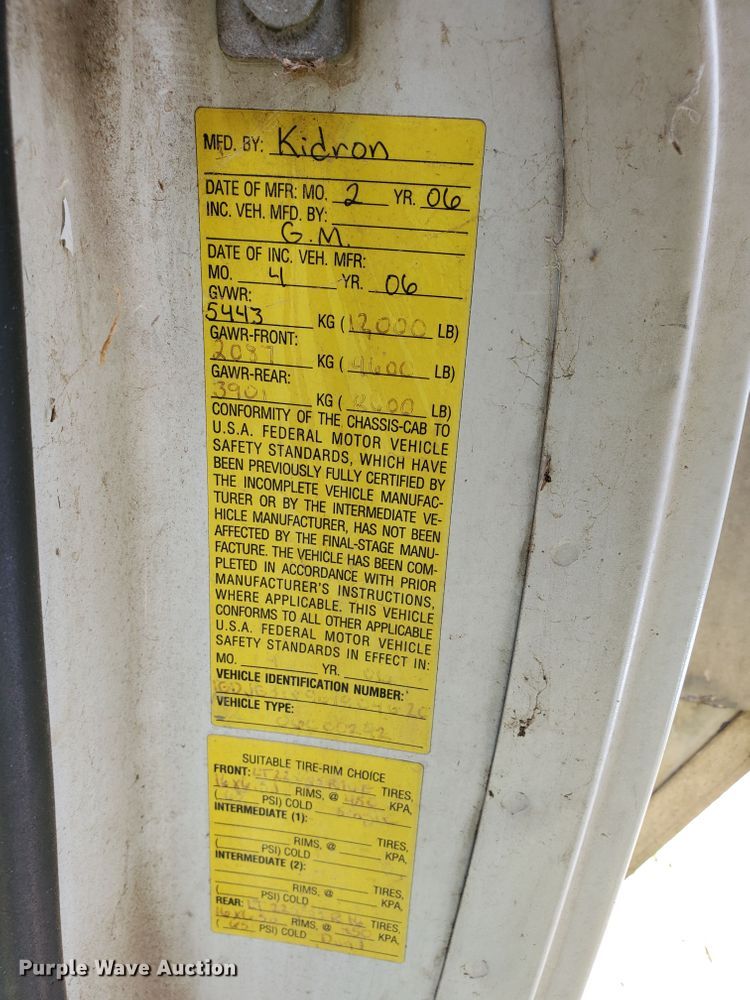 MFD. BY: Kidron
DATE OF MFR: MO. 2 YR. 06
INC. VEH. MFD. BY:
G.M.
DATE OF INC. VEH. MFR:
MO. 4 YR. 06
GVWR:
5443 KG (12,000 LB)
GAWR-FRONT:
2087 KG (4600 LB)
GAWR-REAR:
3901 KG (8600 LB)
CONFORMITY OF THE CHASSIS-CAB TO
U.S.A. FEDERAL MOTOR VEHICLE
SAFETY STANDARDS, WHICH HAVE
BEEN PREVIOUSLY FULLY CERTIFIED BY
THE INCOMPLETE VEHICLE MANUFAC-
TURER OR BY THE INTERMEDIATE VE-
HICLE MANUFACTURER, HAS NOT BEEN
AFFECTED BY THE FINAL-STAGE MANU-
FACTURE. THE VEHICLE HAS BEEN COM-
PLETED IN ACCORDANCE WITH PRIOR
MANUFACTURER'S INSTRUCTIONS,
WHERE APPLICABLE. THIS VEHICLE
CONFORMS TO ALL OTHER APPLICABLE
U.S.A. FEDERAL MOTOR VEHICLE
SAFETY STANDARDS IN EFFECT IN:
MO. YR.
VEHICLE IDENTIFICATION NUMBER:
VEHICLE TYPE:
SUITABLE TIRE-RIM CHOICE
FRONT: TIRES,
RIMS, @ KPA,
( PSI) COLD
INTERMEDIATE (1):
TIRES,
RIMS, @ KPA,
( PSI) COLD
INTERMEDIATE (2):
TIRES,
RIMS, @ KPA,
( PSI) COLD
REAR: TIRES,
RIMS, @ KPA,
(65 PSI) COLD Dual
Purple Wave Auction